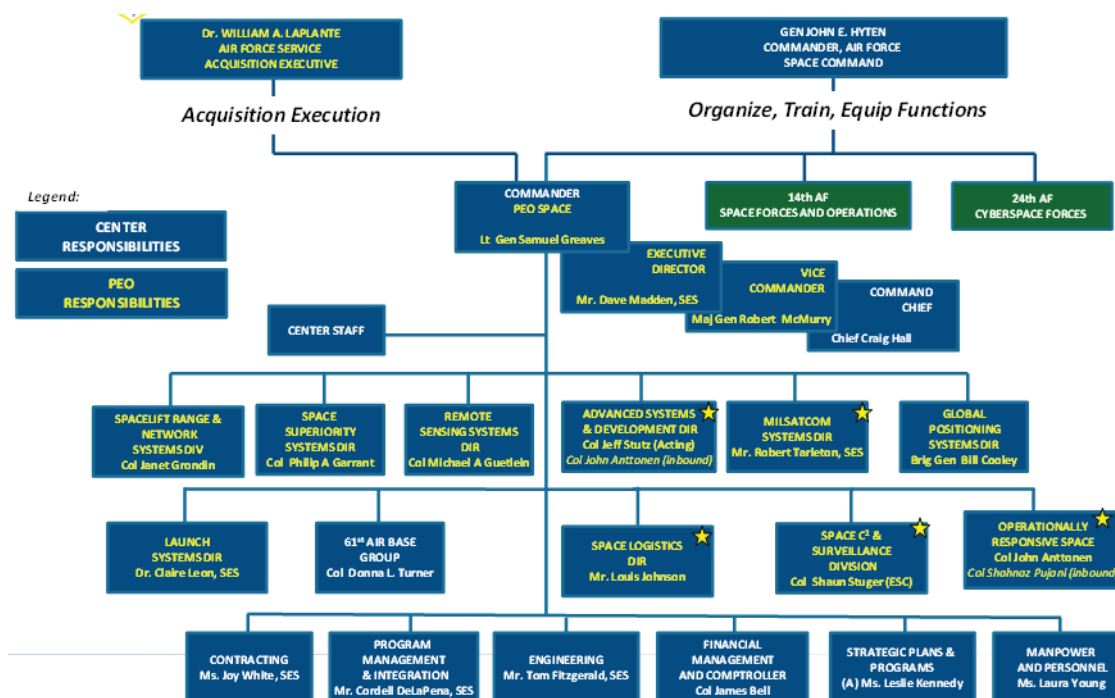 Dr. WILLIAM A. LAPLANTE
AIR FORCE SERVICE
ACQUISITION EXECUTIVE
GEN JOHN E. HYTEN
COMMANDER, AIR FORCE
SPACE COMMAND
Acquisition Execution
Organize, Train, Equip Functions
Legend:
CENTER
RESPONSIBILITIES
PEO
RESPONSIBILITIES
COMMANDER
PEO SPACE
Lt Gen Samuel Greaves
14th AF
SPACE FORCES AND OPERATIONS
24th AF
CYBERSPACE FORCES
EXECUTIVE
DIRECTOR
Mr. Dave Madden, SES
VICE
COMMANDER
Maj Gen Robert McMurry
COMMAND
CHIEF
Chief Craig Hall
CENTER STAFF
SPACELIFT RANGE &
NETWORK
SYSTEMS DIV
Col Janet Grondin
SPACE
SUPERIORITY
SYSTEMS DIR
Col Philip A Garrant
REMOTE
SENSING SYSTEMS
DIR
Col Michael A Guetlein
ADVANCED SYSTEMS
& DEVELOPMENT DIR
Col Jeff Stutz (Acting)
Col John Anttonen (inbound)
MILSATCOM
SYSTEMS DIR
Mr. Robert Tarleton, SES
GLOBAL
POSITIONING
SYSTEMS DIR
Brig Gen Bill Cooley
LAUNCH
SYSTEMS DIR
Dr. Claire Leon, SES
61st AIR BASE
GROUP
Col Donna L. Turner
SPACE LOGISTICS
DIR
Mr. Louis Johnson
SPACE C² &
SURVEILLANCE
DIVISION
Col Shaun Stuger (ESC)
OPERATIONALLY
RESPONSIVE SPACE
Col John Anttonen
Col Shahnaz Pujani (inbound)
CONTRACTING
Ms. Joy White, SES
PROGRAM
MANAGEMENT
& INTEGRATION
Mr. Cordell DeLaPena, SES
ENGINEERING
Mr. Tom Fitzgerald, SES
FINANCIAL
MANAGEMENT
AND COMPTROLLER
Col James Bell
STRATEGIC PLANS &
PROGRAMS
(A) Ms. Leslie Kennedy
MANPOWER
AND PERSONNEL
Ms. Laura Young